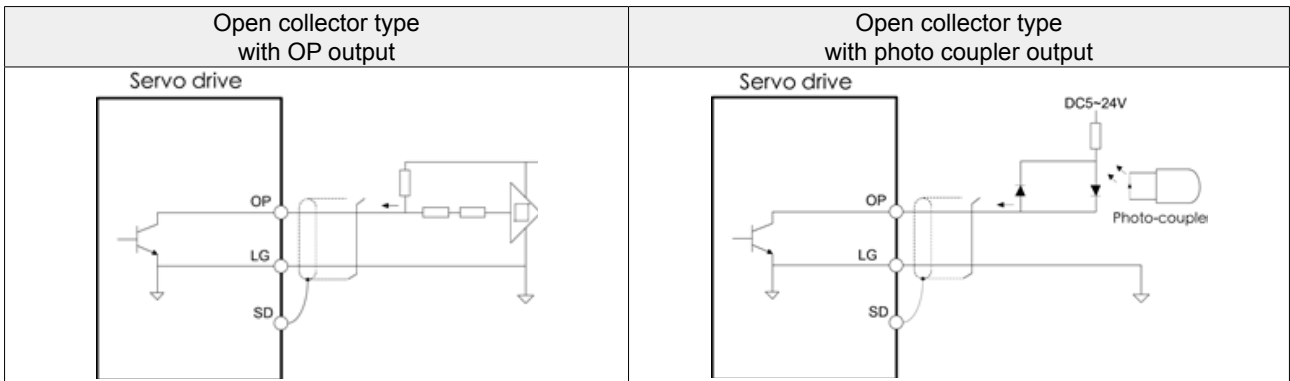 Open collector type
with OP output
Open collector type
with photo coupler output
Servo drive
OP
LG
SD
Servo drive
DC5~24V
OP
Photo-couple
LG
SD